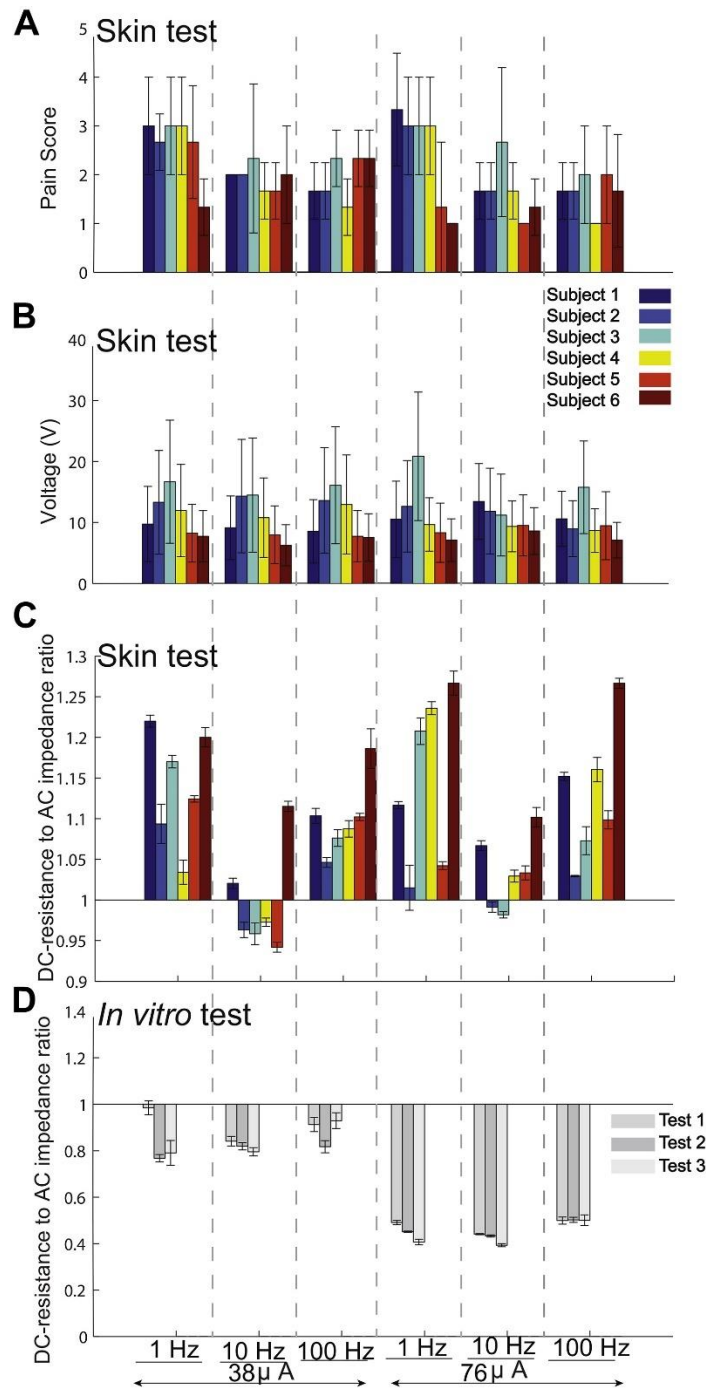 A
Skin test
5
4
3
2
1
0
Pain Score
Subject 1
Subject 2
Subject 3
Subject 4
Subject 5
Subject 6
B
Skin test
40
30
20
10
0
Voltage (V)
C
Skin test
1.3
1.25
1.2
1.15
1.1
1.05
1
0.95
0.9
DC-resistance to AC impedance ratio
D
In vitro test
1.4
1.2
1
0.8
0.6
0.4
0.2
0
DC-resistance to AC impedance ratio
Test 1
Test 2
Test 3
1 Hz 10 Hz 100 Hz 1 Hz 10 Hz 100 Hz
38μ A 76μ A